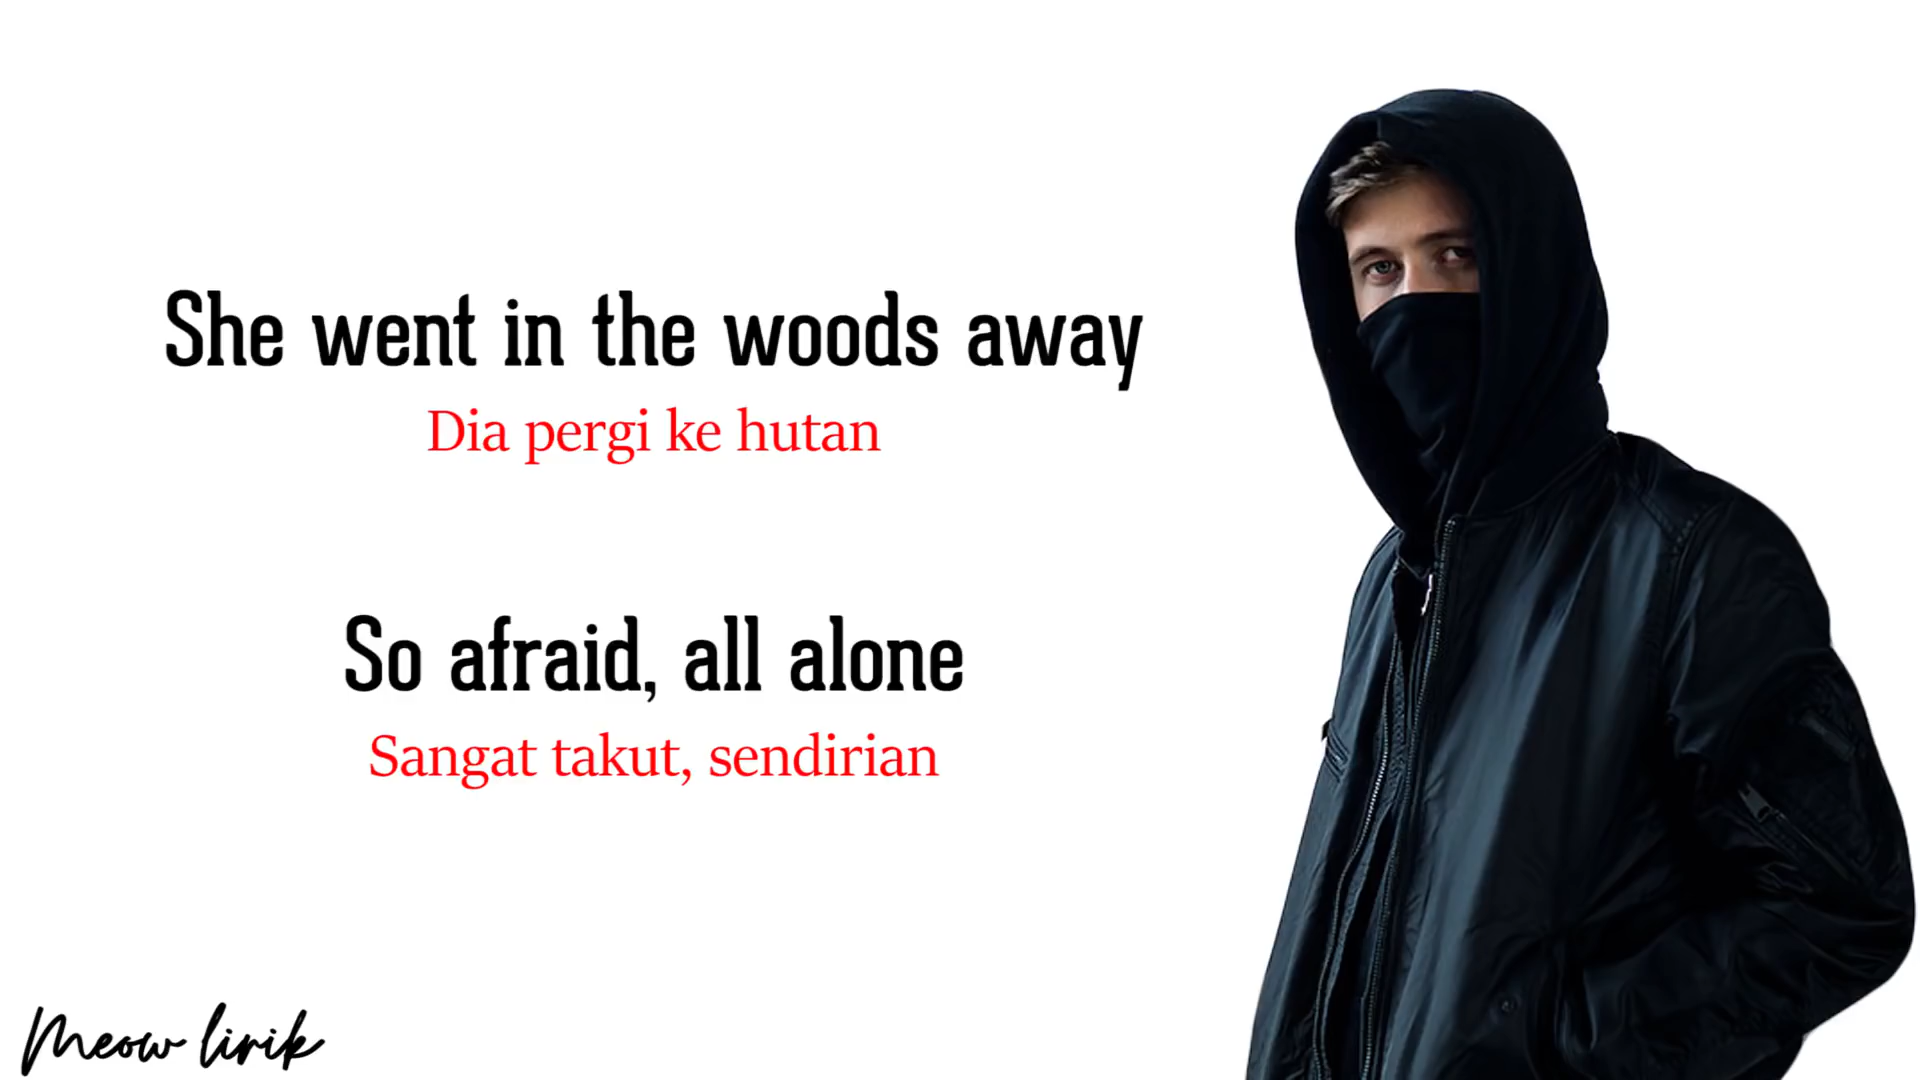 She went in the woods away
Dia pergi ke hutan
So afraid, all alone
Sangat takut, sendirian
Meow lirik